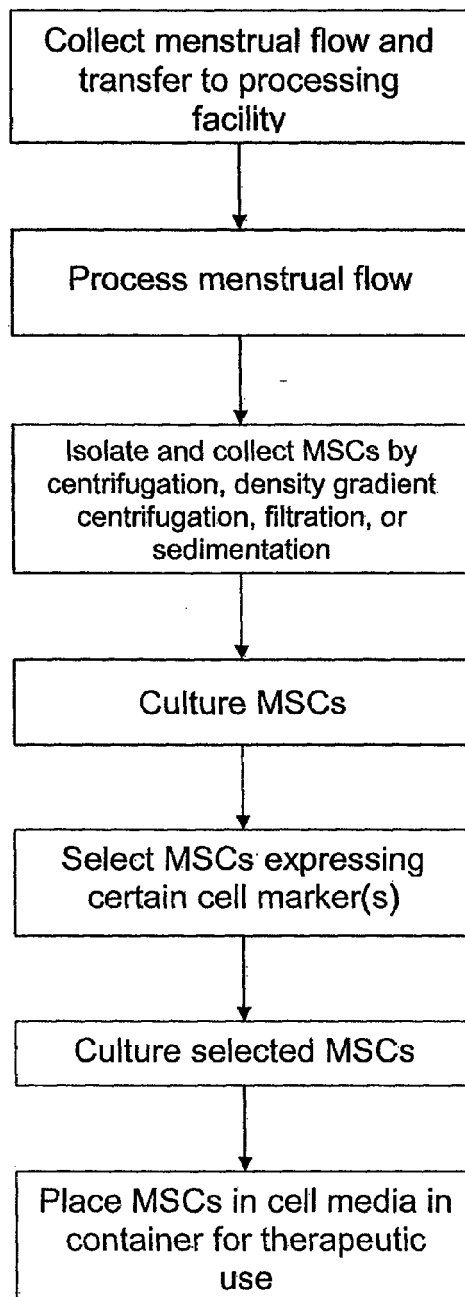 Collect menstrual flow and
transfer to processing
facility
Process menstrual flow
Isolate and collect MSCs by
centrifugation, density gradient
centrifugation, filtration, or
sedimentation
Culture MSCs
Select MSCs expressing
certain cell marker(s)
Culture selected MSCs
Place MSCs in cell media in
container for therapeutic
use